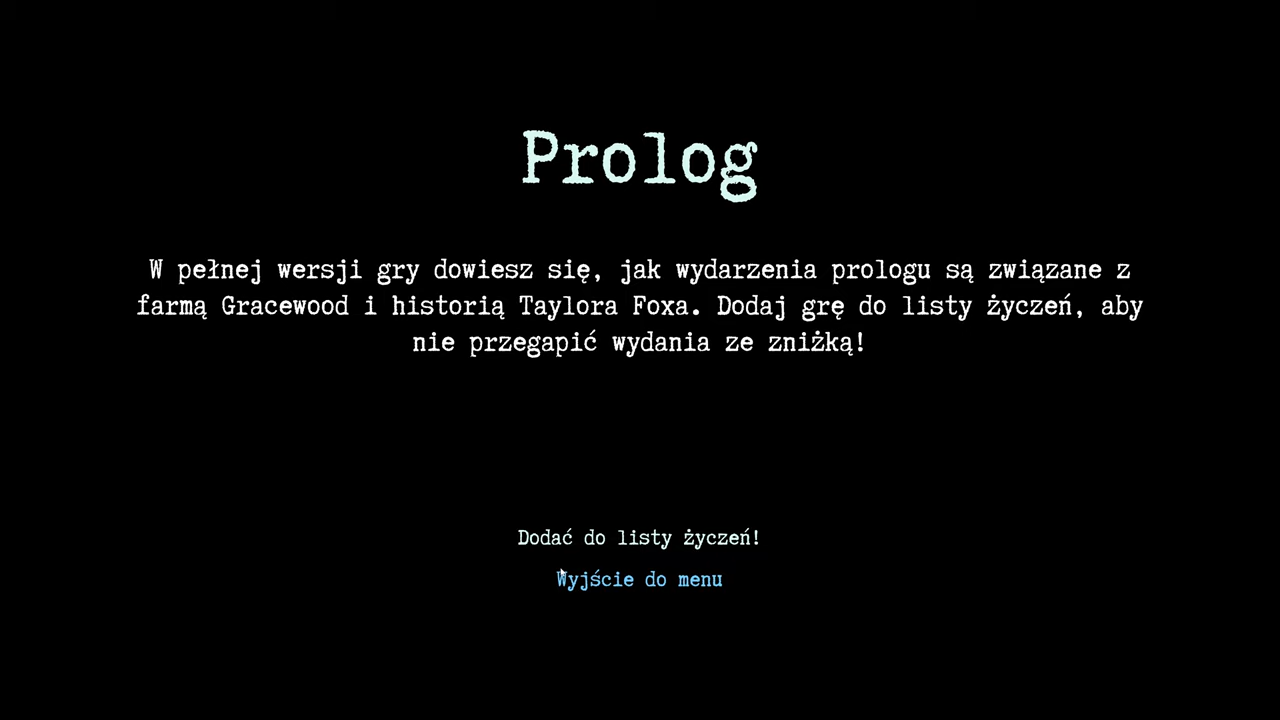 Prolog
W pełnej wersji gry dowiesz się, jak wydarzenia prologu są związane z
farmą Gracewood i historią Taylora Foxa. Dodaj grę do listy życzeń, aby
nie przegapić wydania ze zniżką!
Dodać do listy życzeń!
Wyjście do menu